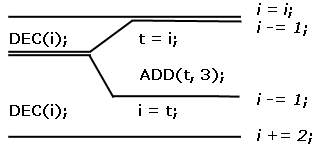 i = i;
DEC(i); t = i; i -= 1;
ADD(t, 3);
i -= 1;
DEC(i); i = t;
i += 2;